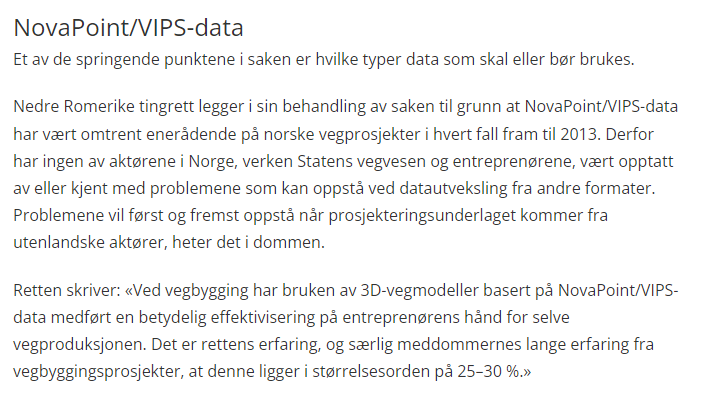 NovaPoint/VIPS-data
Et av de springende punktene i saken er hvilke typer data som skal eller bør brukes.
Nedre Romerike tingrett legger i sin behandling av saken til grunn at NovaPoint/VIPS-data
har vært omtrent enerådende på norske vegprosjekter i hvert fall fram til 2013. Derfor
har ingen av aktørene i Norge, verken Statens vegvesen og entreprenørene, vært opptatt
av eller kjent med problemene som kan oppstå ved datautveksling fra andre formater.
Problemene vil først og fremst oppstå når prosjekteringsunderlaget kommer fra
utenlandske aktører, heter det i dommen.
Retten skriver: «Ved vegbygging har bruken av 3D-vegmodeller basert på NovaPoint/VIPS-
data medført en betydelig effektivisering på entreprenørens hånd for selve
vegproduksjonen. Det er rettens erfaring, og særlig meddommernes lange erfaring fra
vegbyggingsprosjekter, at denne ligger i størrelsesorden på 25–30 %.»